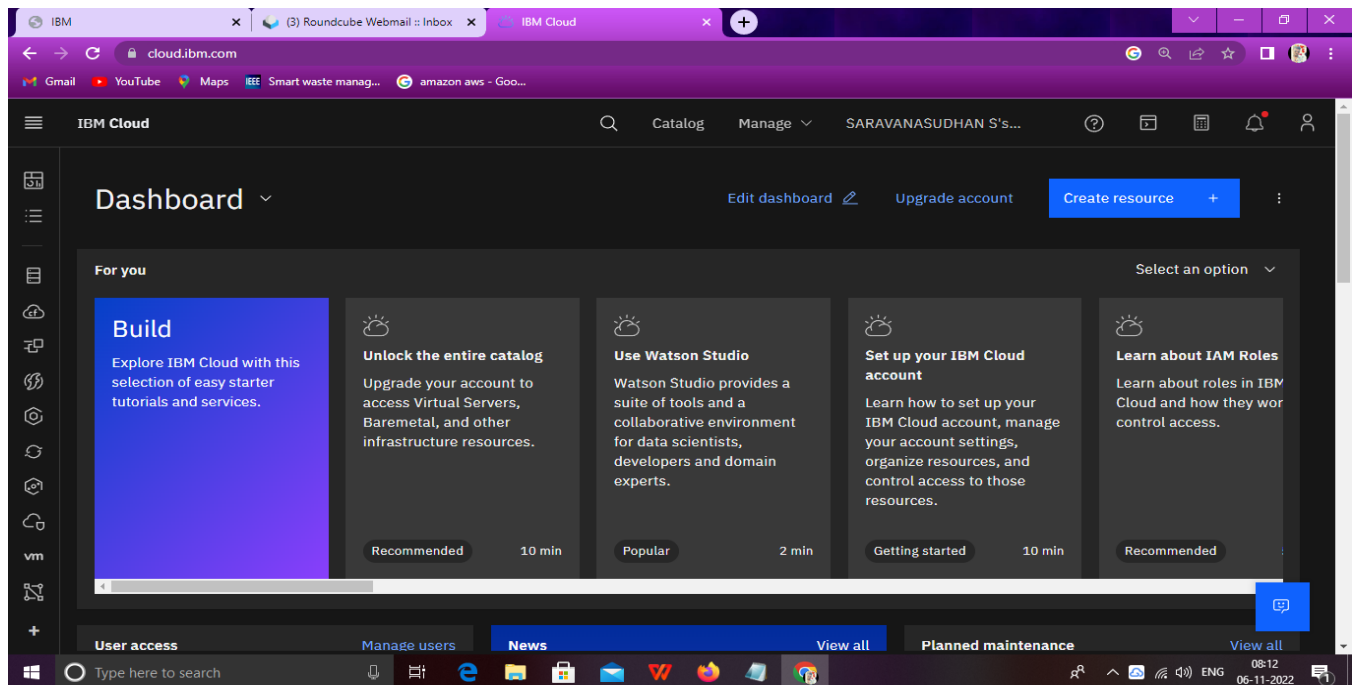 IBM
(3) Roundcube Webmail :: Inbox
IBM Cloud
cloud.ibm.com
Gmail
YouTube
Maps
IEEE Smart waste manag...
amazon aws - Goo...
IBM Cloud
Catalog
Manage
SARAVANASUDHAN S's...
Dashboard
Edit dashboard
Upgrade account
Create resource +
For you
Select an option
Build
Explore IBM Cloud with this
selection of easy starter
tutorials and services.
Unlock the entire catalog
Upgrade your account to
access Virtual Servers,
Baremetal, and other
infrastructure resources.
Recommended
10 min
Use Watson Studio
Watson Studio provides a
suite of tools and a
collaborative environment
for data scientists,
developers and domain
experts.
Popular
2 min
Set up your IBM Cloud
account
Learn how to set up your
IBM Cloud account, manage
your account settings,
organize resources, and
control access to those
resources.
Getting started
10 min
Learn about IAM Roles
Learn about roles in IBM
Cloud and how they wor
control access.
Recommended
vm
User access
Manage users
News
View all
Planned maintenance
View all
Type here to search
ENG
08:12
06-11-2022